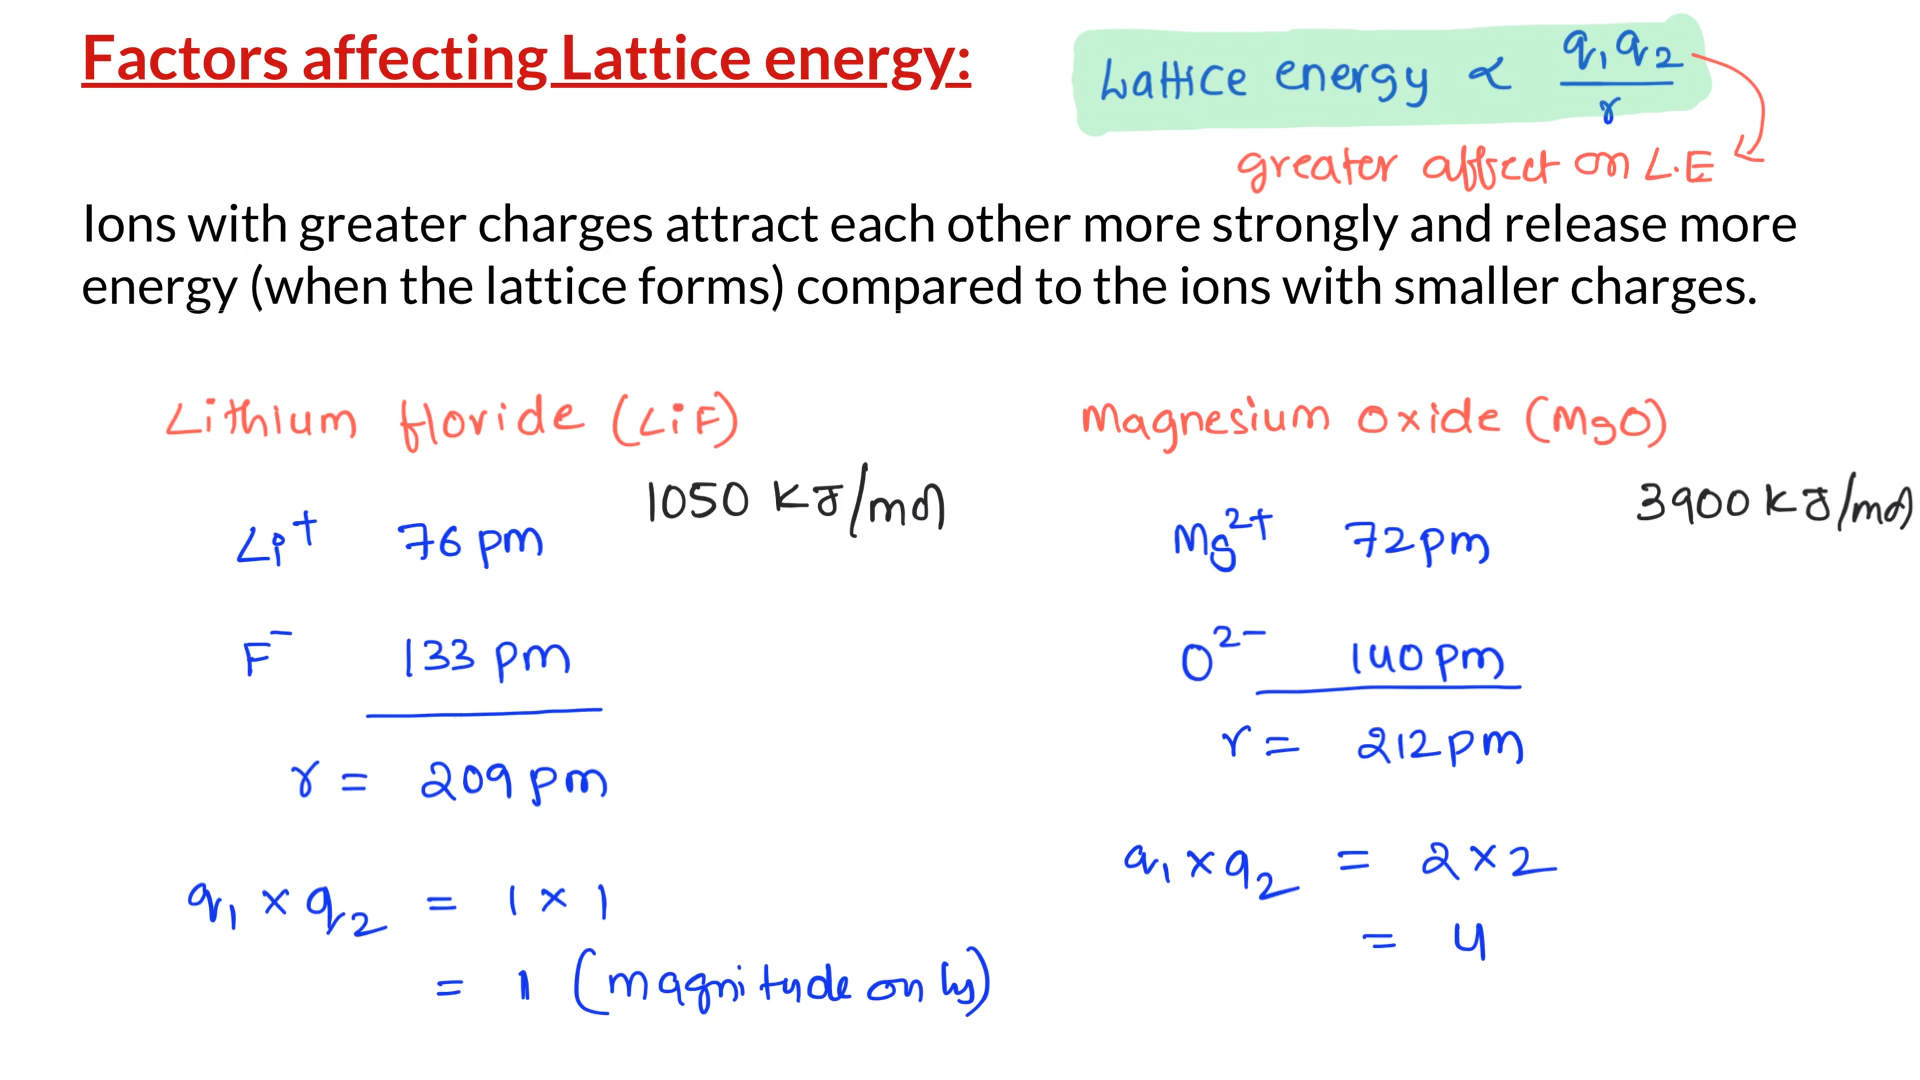 Factors affecting Lattice energy:
Lattice energy ∝ q₁q₂/r
greater affect on L.E
Ions with greater charges attract each other more strongly and release more
energy (when the lattice forms) compared to the ions with smaller charges.
Lithium floride (LiF)
1050 KJ/mol
Li⁺ 76 pm
F⁻ 133 pm
r = 209 pm
q₁ × q₂ = 1 × 1
= 1 (magnitude only)
Magnesium oxide (MgO)
3900 KJ/mol
Mg²⁺ 72pm
O²⁻ 140 pm
r = 212pm
q₁ × q₂ = 2 × 2
= 4